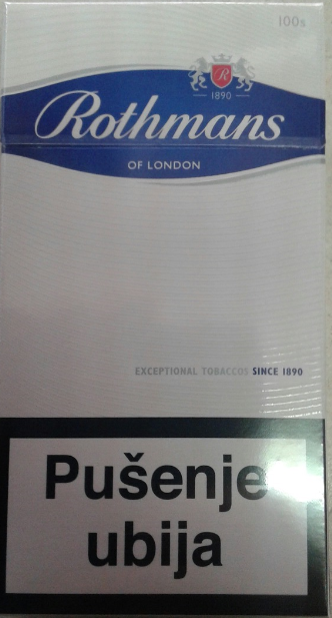 100s
R
1890
Rothmans
OF LONDON
EXCEPTIONAL TOBACCOS SINCE 1890
Pušenje
ubija